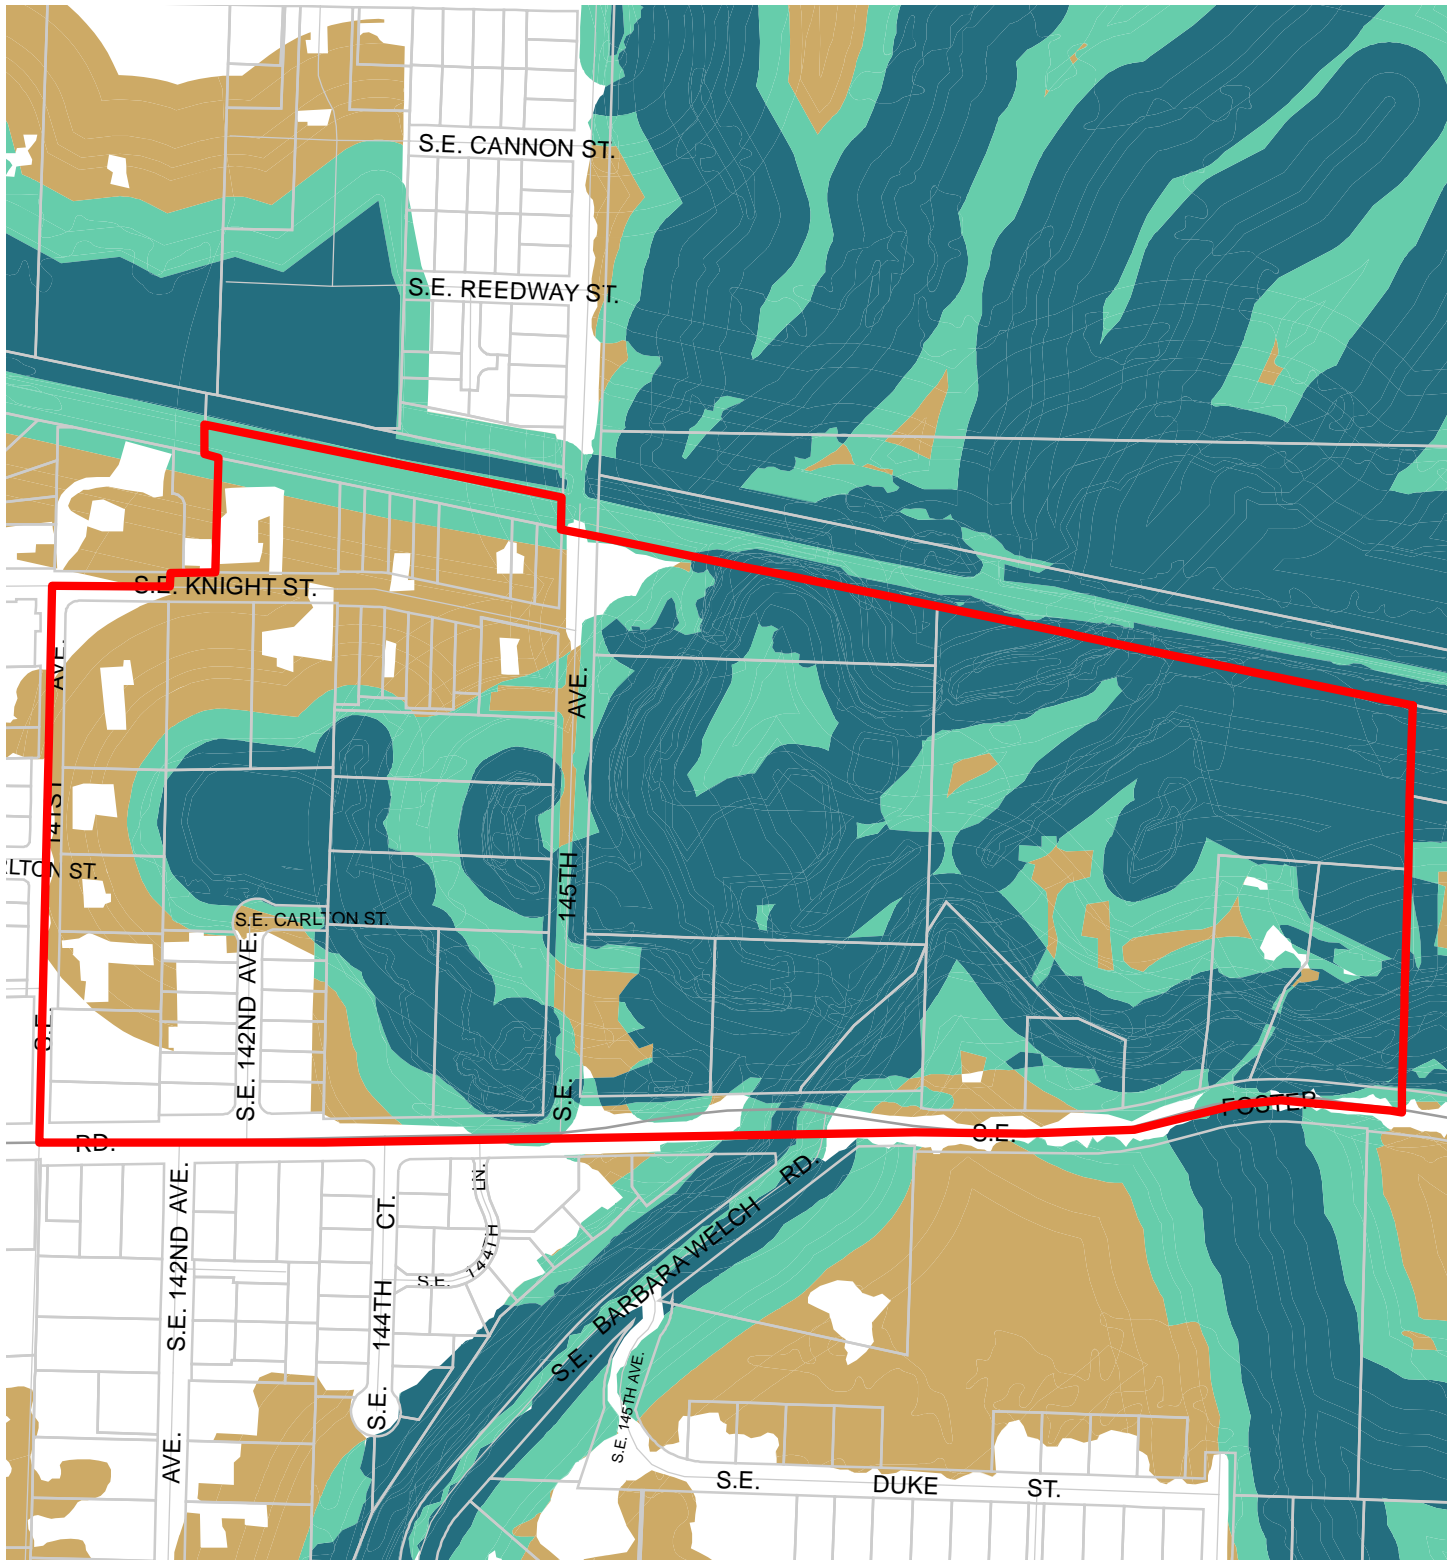 S.E. CANNON ST.
S.E. REEDWAY ST.
S.E. KNIGHT ST.
AVE.
141ST
S.E.
AVE.
145TH
S.E.
LTON ST.
S.E. CARLTON ST.
S.E. 142ND AVE.
FOSTER
S.E.
RD.
LN.
144TH
S.E.
CT.
144TH
S.E.
S.E. 142ND AVE.
AVE.
RD.
BARBARA WELCH
S.E.
S.E. 145TH AVE.
S.E. DUKE ST.